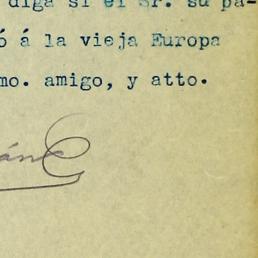 diga si el Sr. su pa-
ó á la vieja Europa
mo. amigo, y atto.